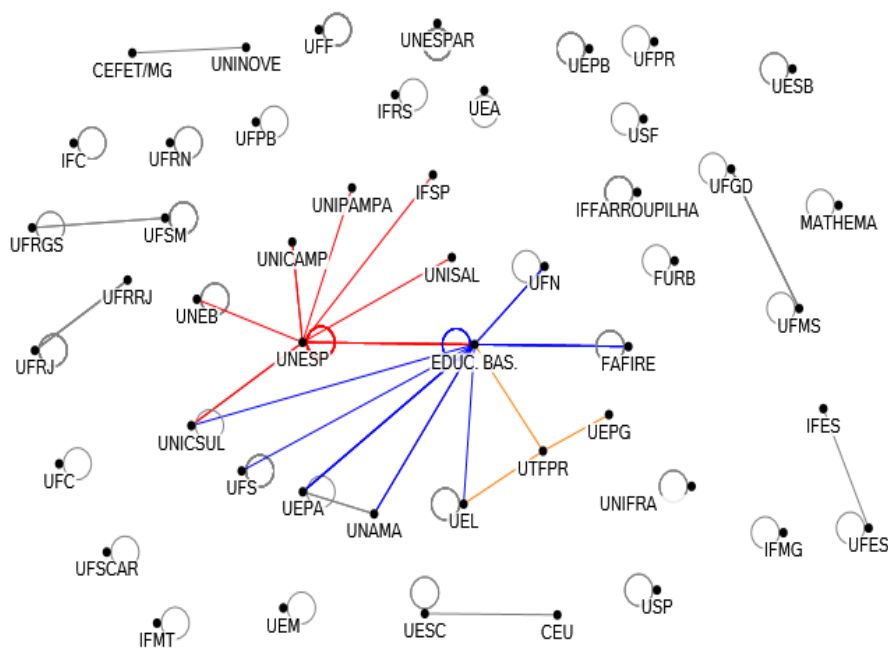 UFF
UNESPAR
CEFET/MG
UNINOVE
UEPB
UFPR
UESB
IFRS
UEA
UFPB
USF
IFC
UFRN
UFGD
UNIPAMPA
IFSP
IFFARROUPILHA
MATHEMA
UFRGS
UFSM
UNICAMP
UNISAL
UFN
FURB
UFRRJ
UNEB
UFMS
UFRJ
UNESP
EDUC. BAS.
FAFIRE
UNICSUL
UEPG
IFES
UFC
UFS
UTFPR
UEPA
UNAMA
UEL
UNIFRA
IFMG
UFES
UFSCAR
IFMT
UEM
UESC
CEU
USP